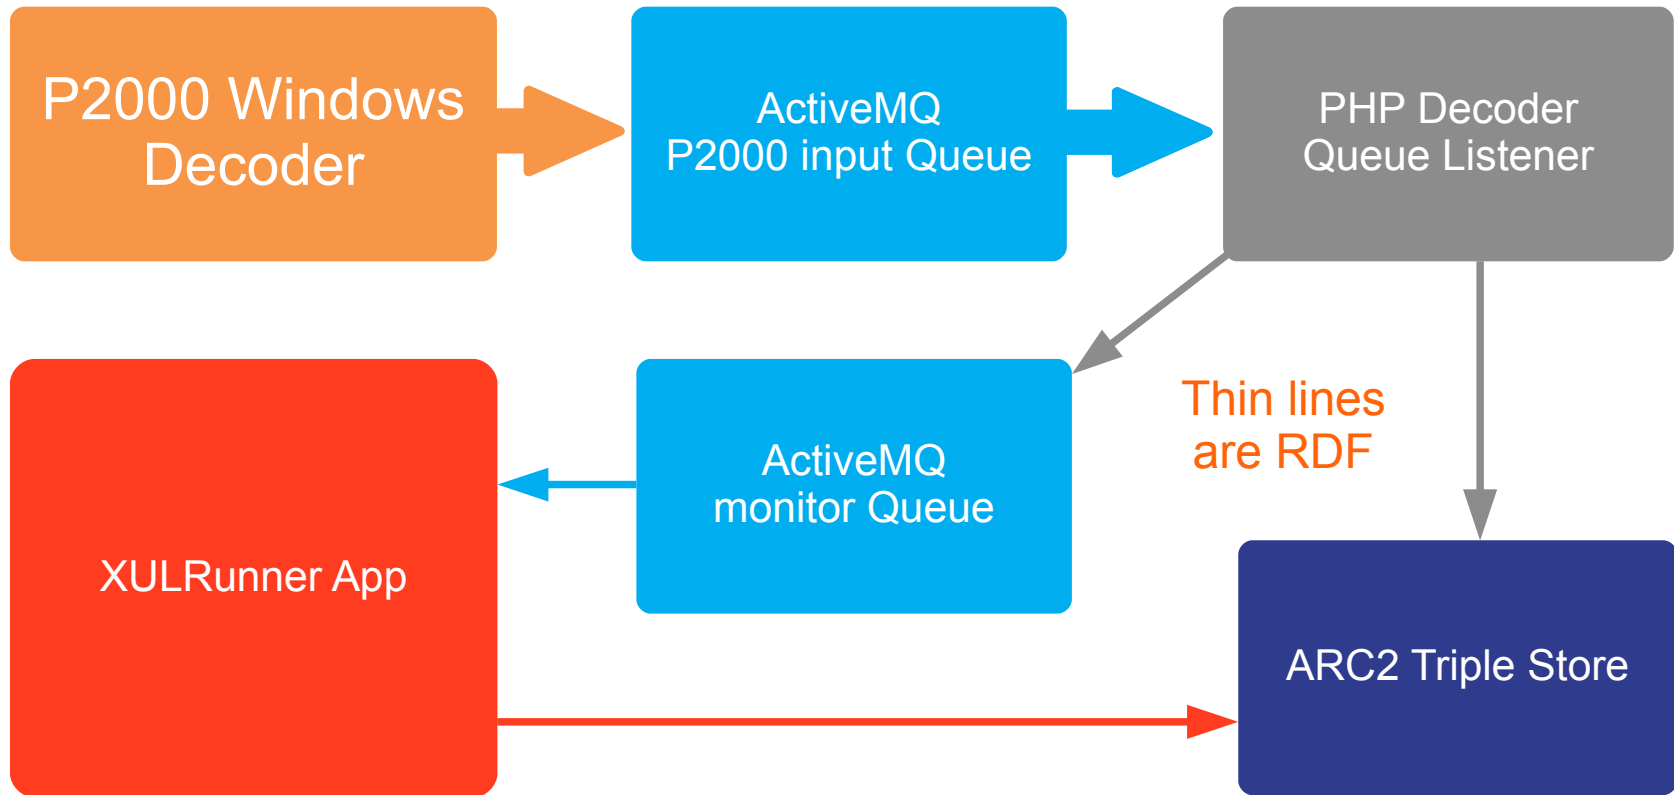 P2000 Windows
Decoder
ActiveMQ
P2000 input Queue
PHP Decoder
Queue Listener
Thin lines
are RDF
ActiveMQ
monitor Queue
XULRunner App
ARC2 Triple Store